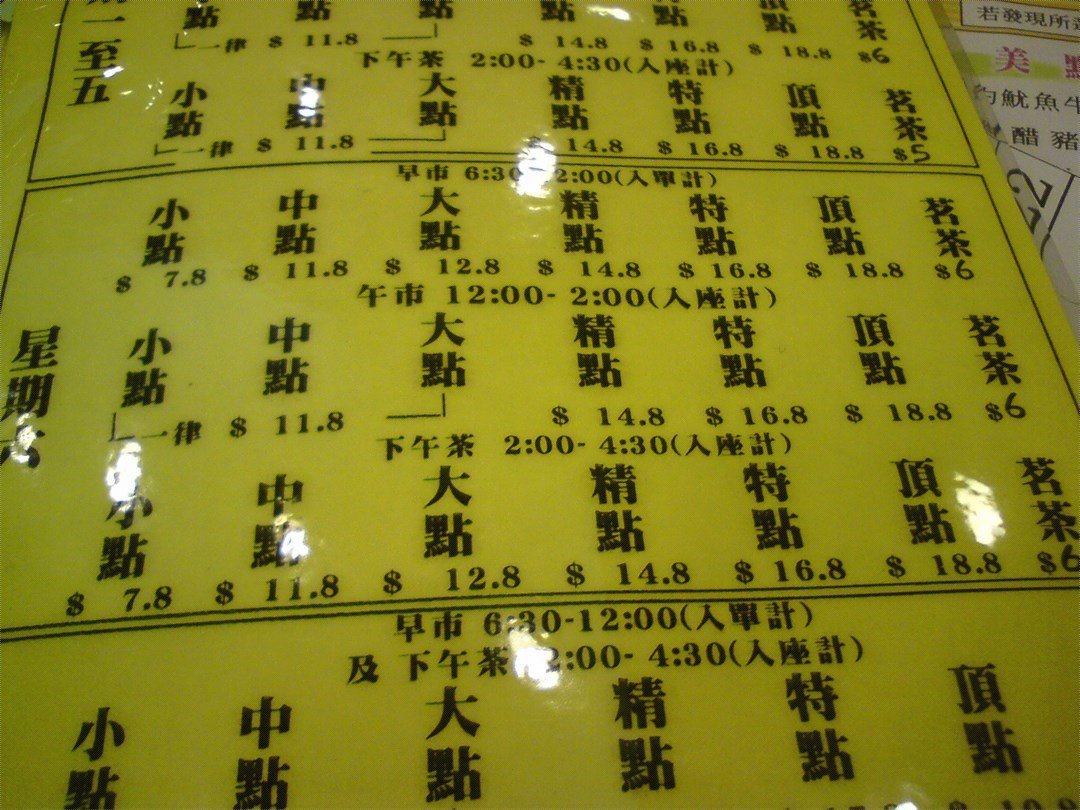 至五
點 點 點 點 點 點 茗茶
一律 $ 11.8 $ 14.8 $ 16.8 $ 18.8 $6
下午茶 2:00-4:30(入座計)
小點 中點 大點 精點 特點 頂點 茗茶
一律 $ 11.8 $ 14.8 $ 16.8 $ 18.8 $5
早市 6:30- 2:00(入單計)
小點 中點 大點 精點 特點 頂點 茗茶
$ 7.8 $ 11.8 $ 12.8 $ 14.8 $ 16.8 $ 18.8 $6
午市 12:00- 2:00(入座計)
星期六
小點 中點 大點 精點 特點 頂點 茗茶
一律 $ 11.8 $ 14.8 $ 16.8 $ 18.8 $6
下午茶 2:00- 4:30(入座計)
小點 中點 大點 精點 特點 頂點 茗茶
$ 7.8 $ 11.8 $ 12.8 $ 14.8 $ 16.8 $ 18.8 $6
早市 6:30-12:00(入單計)
及 下午茶 2:00- 4:30(入座計)
小點 中點 大點 精點 特點 頂點
若發現所
美
魷魚牛
醋豬